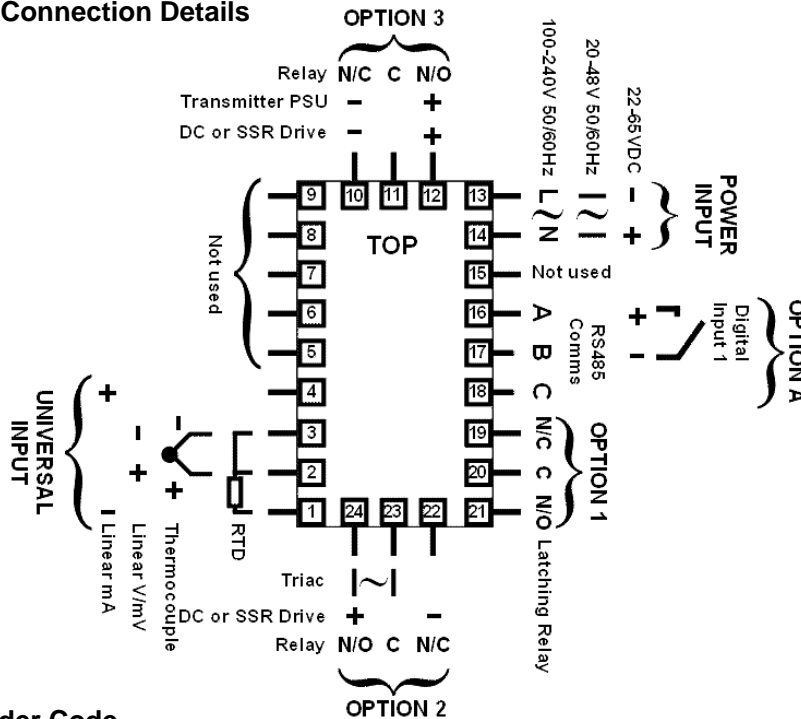 Connection Details
OPTION 3
Relay N/C C N/O
Transmitter PSU − +
DC or SSR Drive − +
100-240V 50/60Hz
20-48V 50/60Hz
22-65VDC
POWER INPUT
L ~ N
~
− +
9
8
7
6
5
4
3
2
1
10
11
12
13
14
15
16
17
18
19
20
21
24
23
22
TOP
Not used
Not used
A
B
C
RS485 Comms
+
−
Digital Input 1
OPTION A
N/C
C
N/O
Latching Relay
OPTION 1
UNIVERSAL INPUT
+ − Linear mA
− + Linear V/mV
− + Thermocouple
RTD
Triac ~
DC or SSR Drive + −
Relay N/O C N/C
OPTION 2